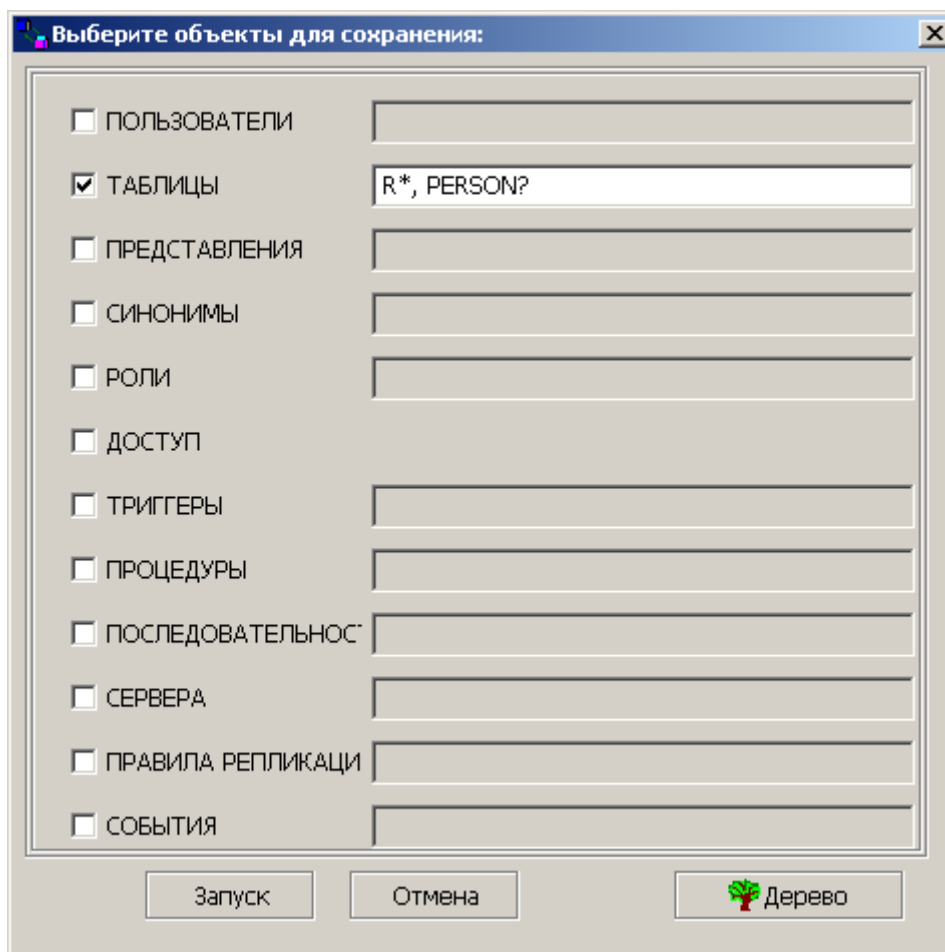 Выберите объекты для сохранения:
ПОЛЬЗОВАТЕЛИ
ТАБЛИЦЫ R*, PERSON?
ПРЕДСТАВЛЕНИЯ
СИНОНИМЫ
РОЛИ
ДОСТУП
ТРИГГЕРЫ
ПРОЦЕДУРЫ
ПОСЛЕДОВАТЕЛЬНОСТ
СЕРВЕРА
ПРАВИЛА РЕПЛИКАЦИ
СОБЫТИЯ
Запуск Отмена Дерево